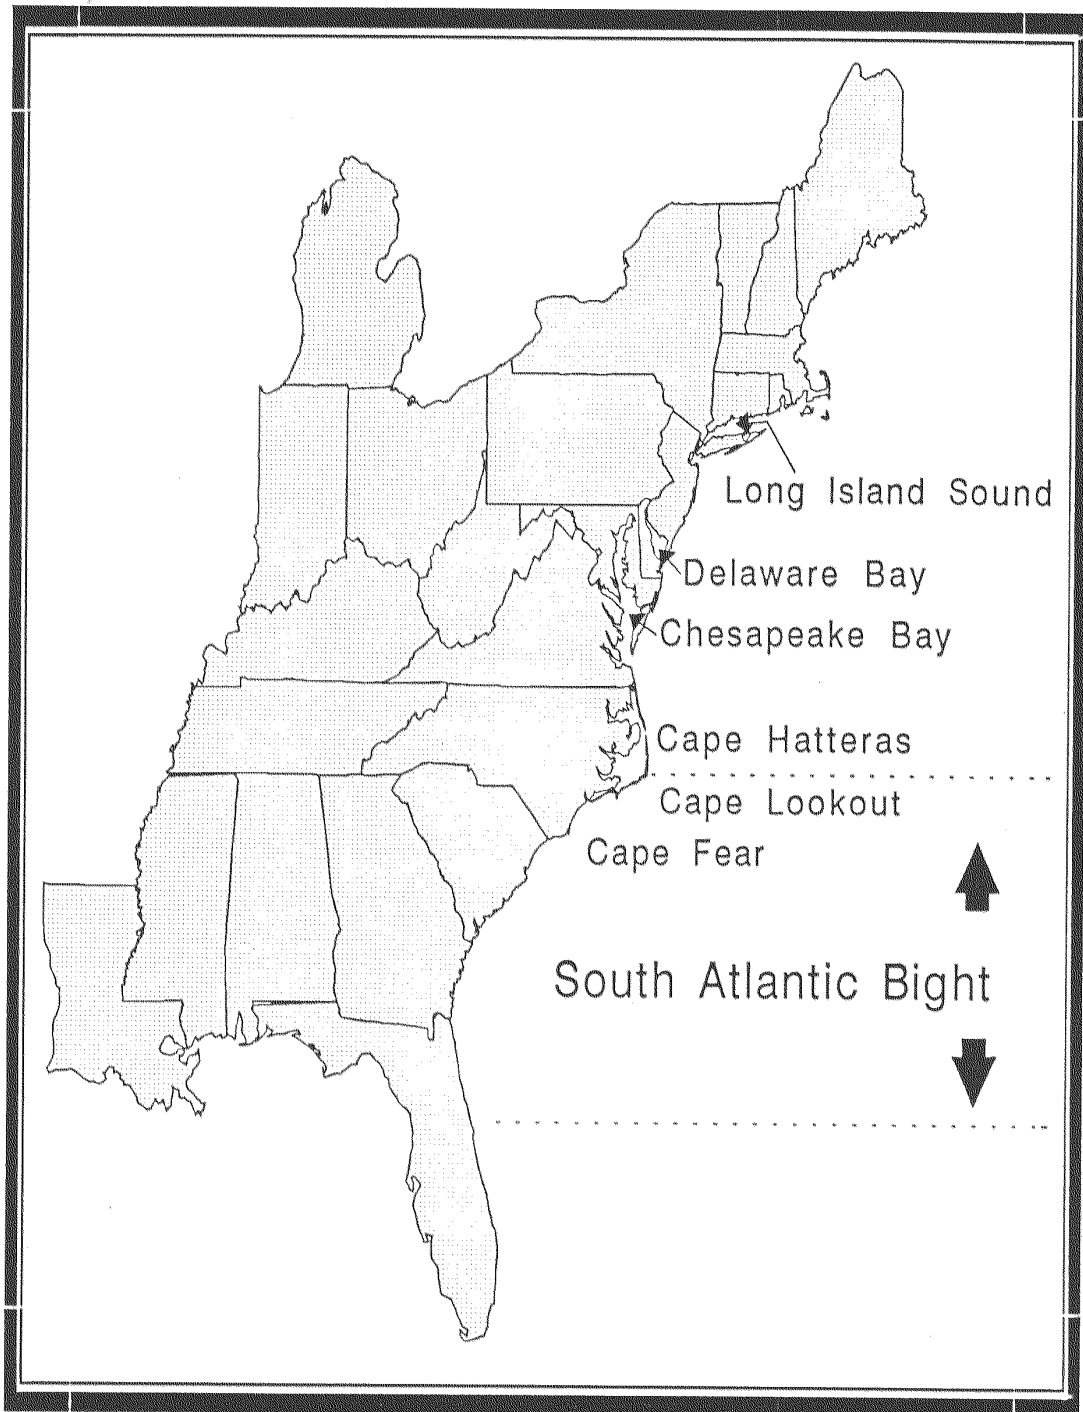 Long Island Sound
Delaware Bay
Chesapeake Bay
Cape Hatteras
Cape Lookout
Cape Fear
South Atlantic Bight